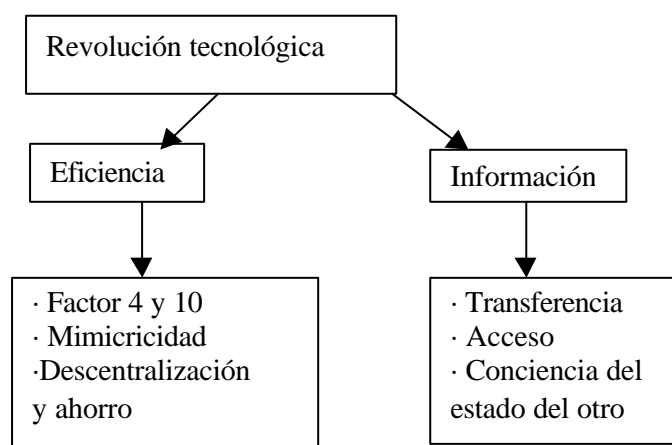 Revolución tecnológica
Eficiencia
Información
· Factor 4 y 10
· Mimicricidad
·Descentralización
y ahorro
· Transferencia
· Acceso
· Conciencia del
estado del otro